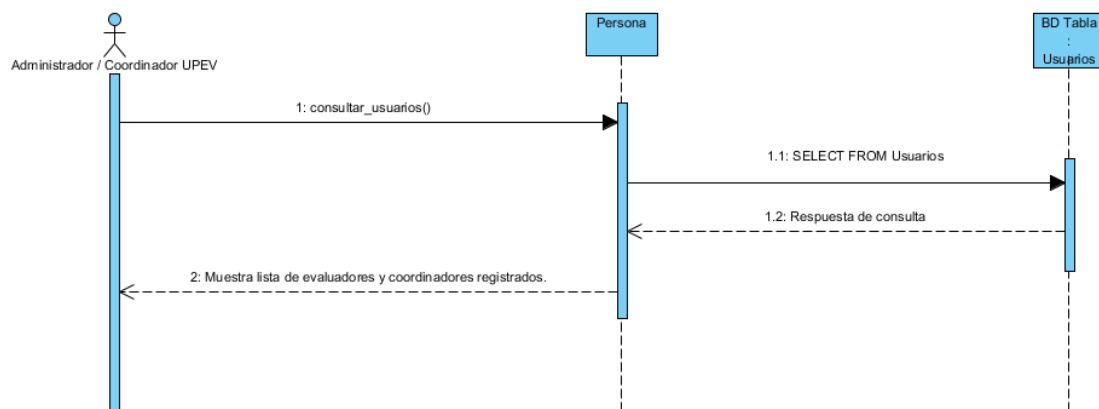 Administrador / Coordinador UPEV
Persona
BD Tabla
:
Usuarios
1: consultar_usuarios()
1.1: SELECT FROM Usuarios
1.2: Respuesta de consulta
2: Muestra lista de evaluadores y coordinadores registrados.